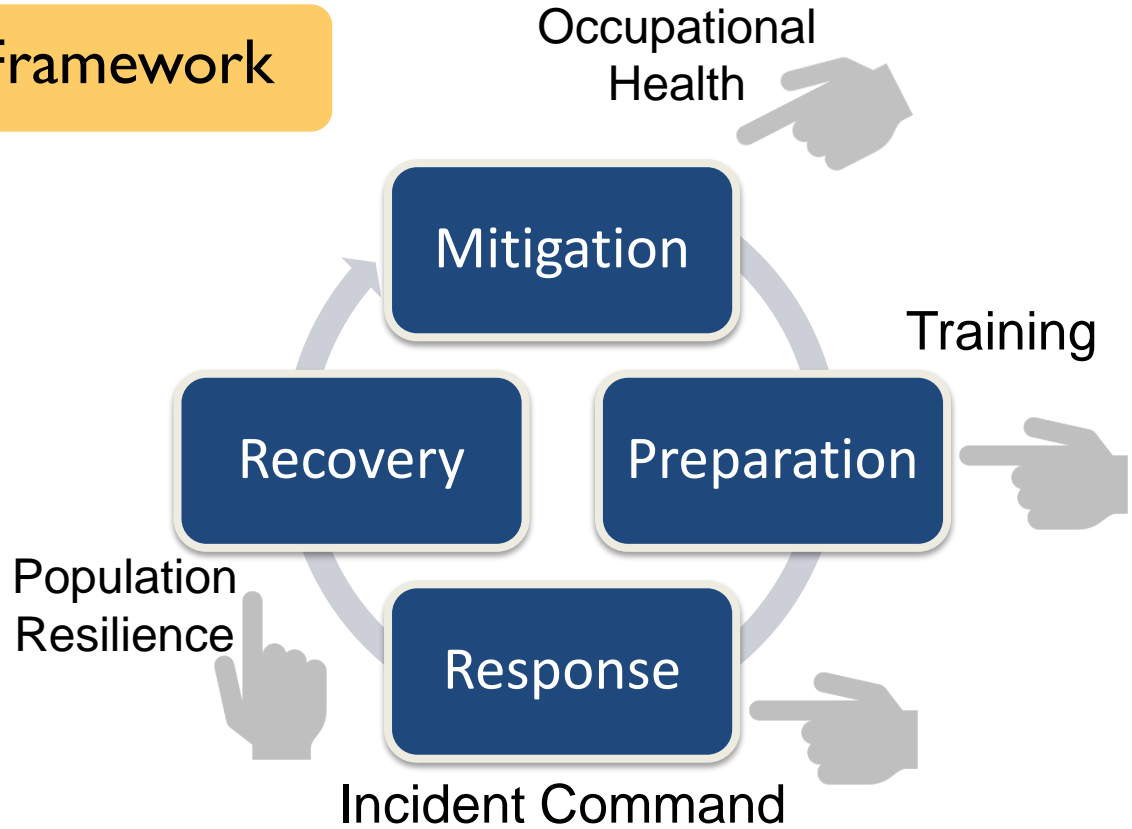 Framework
Occupational
Health
Mitigation
Training
Recovery
Preparation
Population
Resilience
Response
Incident Command